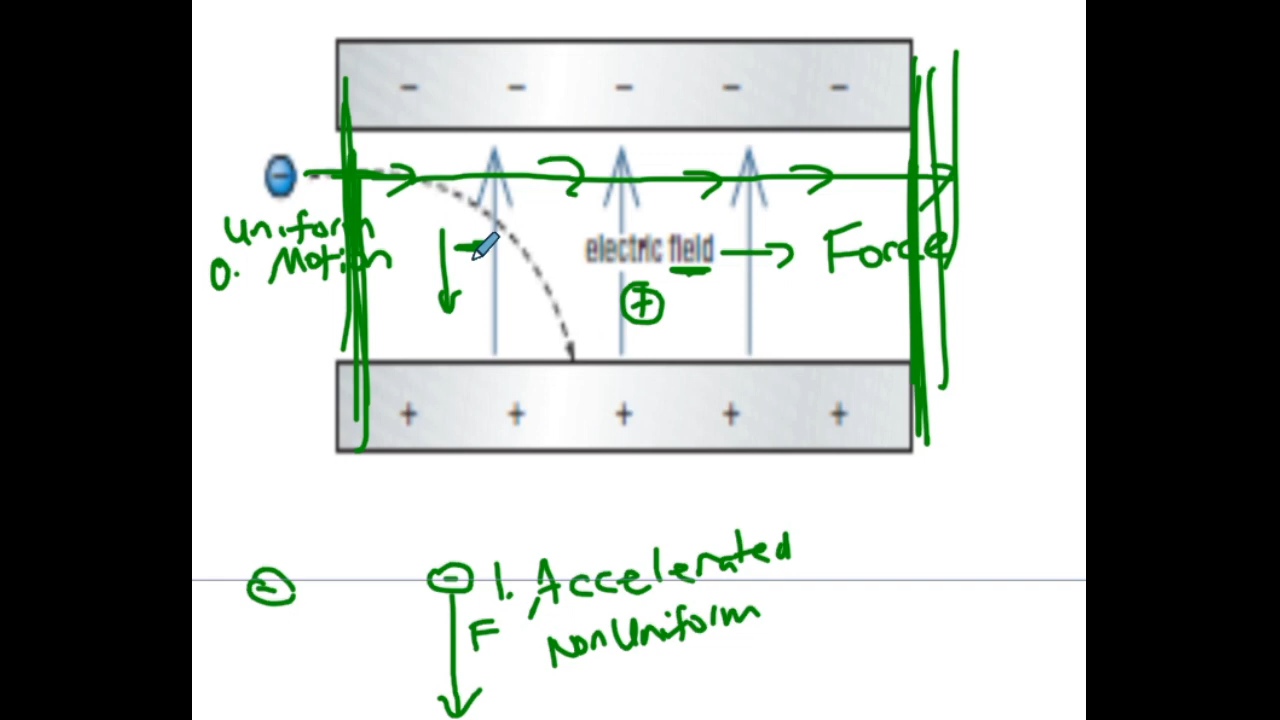 - - - - -
-
uniform
0. Motion
electric field → Force
+
+ + + + +
-
- 1. Accelerated
F
NonUniform